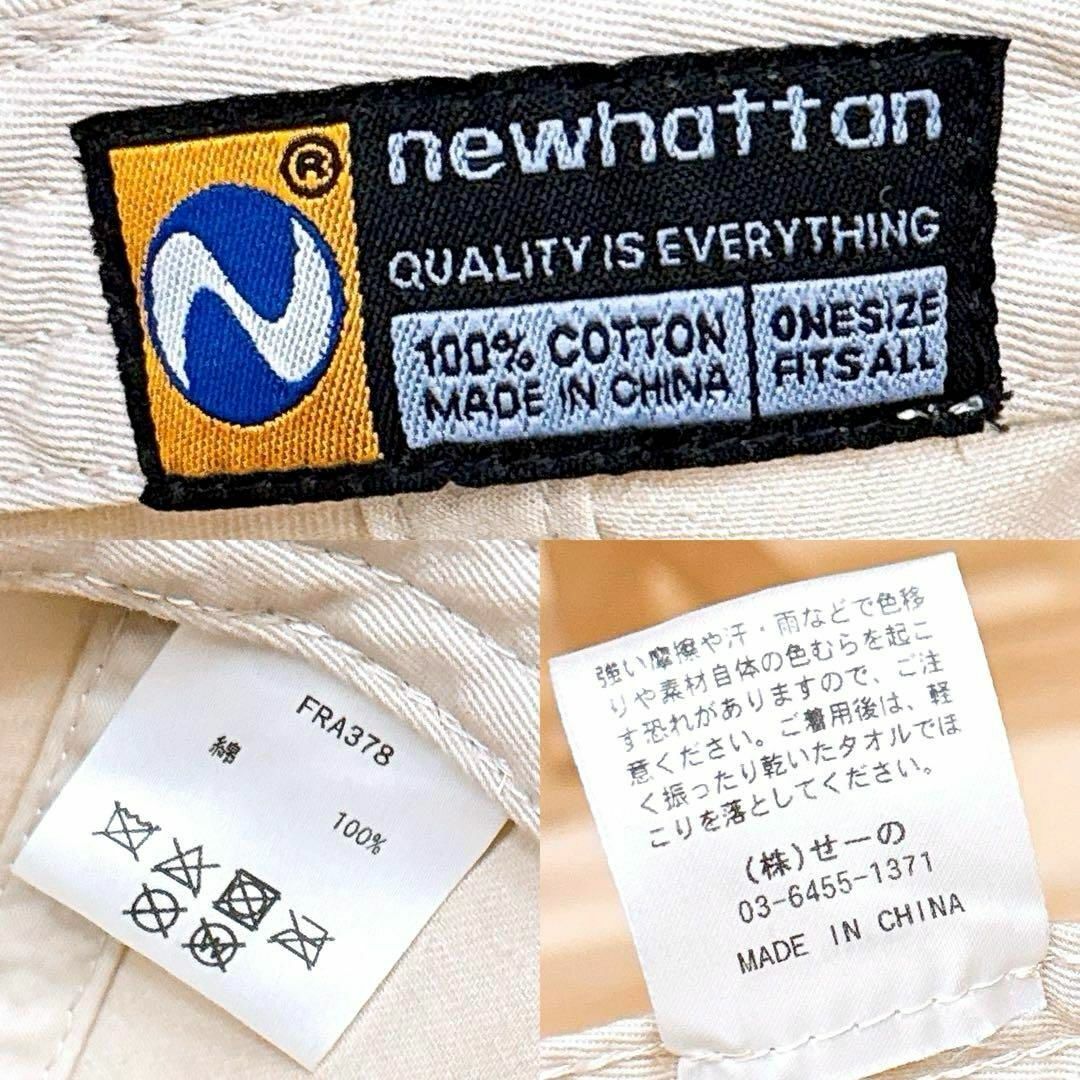 ®
newhattan
QUALITY IS EVERYTHING
100% COTTON
MADE IN CHINA
ONE SIZE
FITS ALL
FRA378
綿
100%
強い摩擦や汗・雨などで色移
りや素材自体の色むらを起こ
す恐れがありますので、ご注
意ください。ご着用後は、軽
く振ったり乾いたタオルでほ
こりを落としてください。
(株)せーの
03-6455-1371
MADE IN CHINA